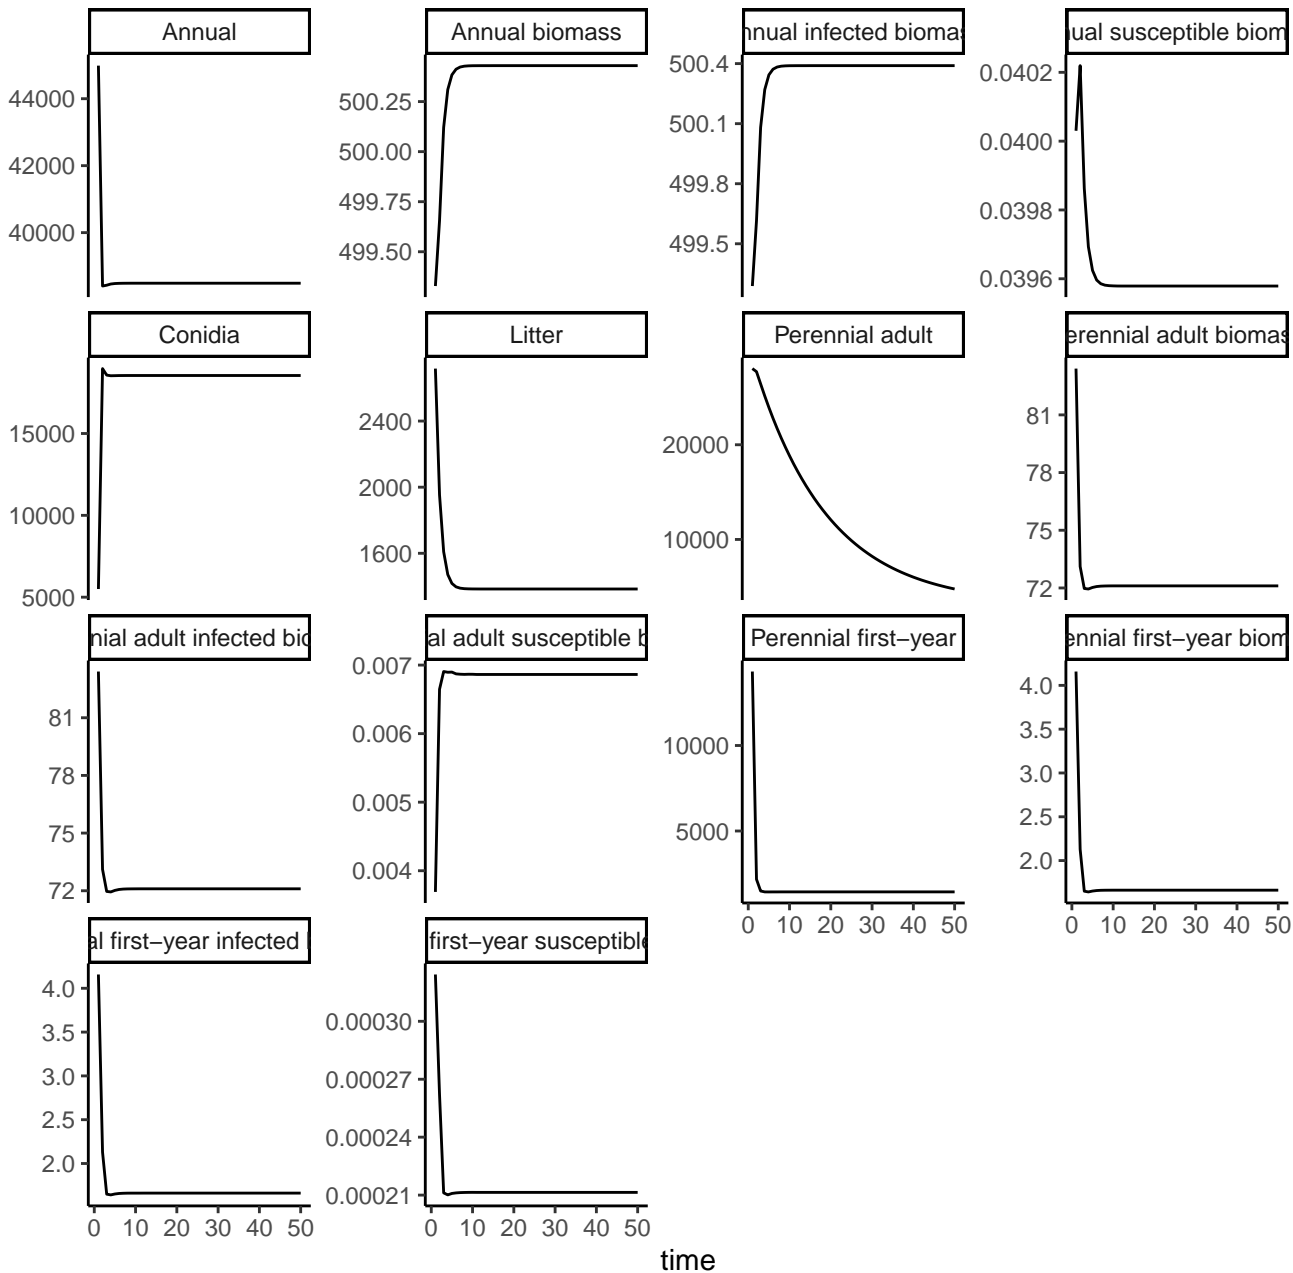 Annual
Annual biomass
nnual infected biomas
ual susceptible biom
44000
42000
40000
500.25
500.00
499.75
499.50
500.4
500.1
499.8
499.5
0.0402
0.0400
0.0398
0.0396
Conidia
Litter
Perennial adult
erennial adult biomas
15000
10000
5000
2400
2000
1600
20000
10000
81
78
75
72
nial adult infected bio
al adult susceptible b
Perennial first−year
ennial first−year biom
81
78
75
72
0.007
0.006
0.005
0.004
10000
5000
4.0
3.5
3.0
2.5
2.0
0 10 20 30 40 50
0 10 20 30 40 50
al first−year infected
first−year susceptible
4.0
3.5
3.0
2.5
2.0
0.00030
0.00027
0.00024
0.00021
0 10 20 30 40 50
0 10 20 30 40 50
time